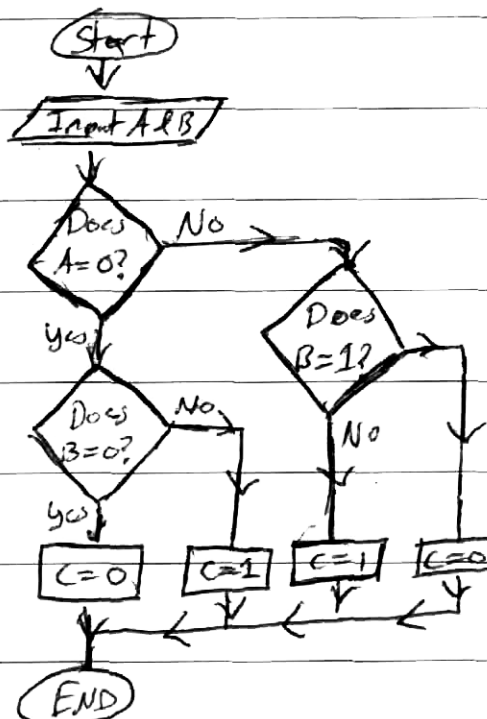 Start
Input A & B
Does
A=0?
No
Yes
Does
B=1?
No
Does
B=0?
No
Yes
C=0
C=1
C=1
C=0
END